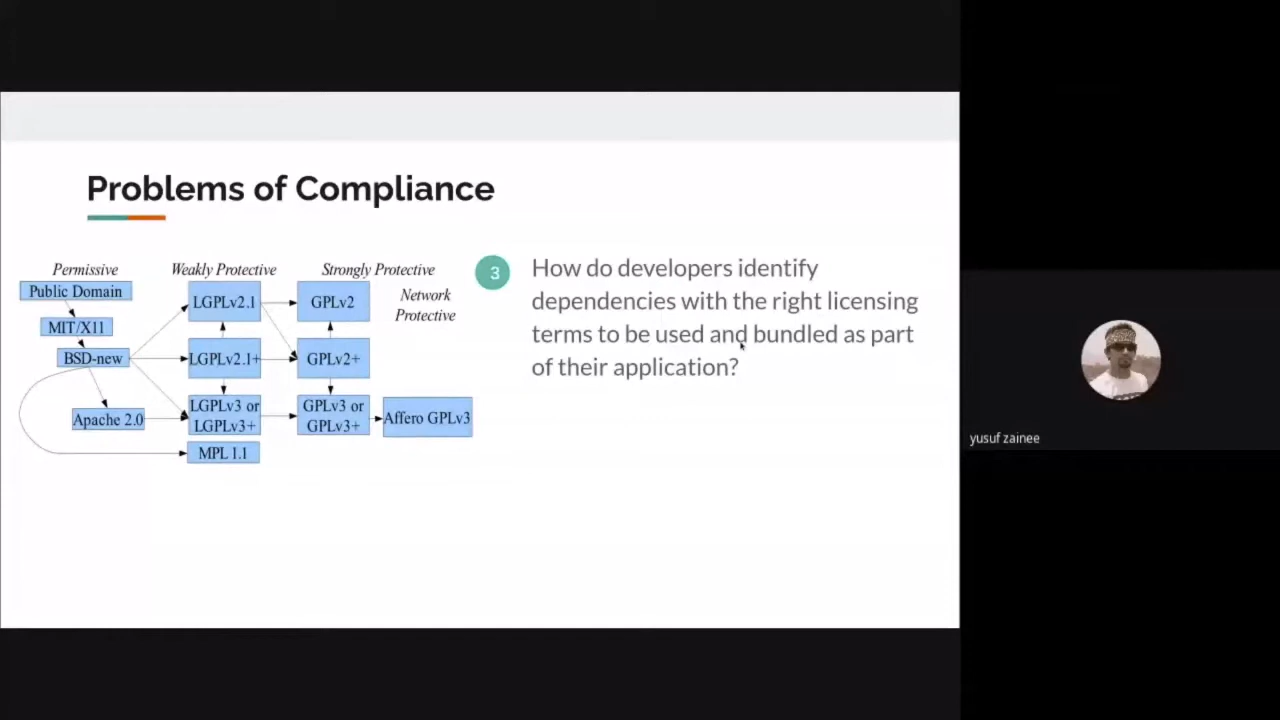 Problems of Compliance
Permissive
Weakly Protective
Strongly Protective
Network
Protective
Public Domain
MIT/X11
BSD-new
Apache 2.0
LGPLv2.1
LGPLv2.1+
LGPLv3 or
LGPLv3+
MPL 1.1
GPLv2
GPLv2+
GPLv3 or
GPLv3+
Affero GPLv3
3
How do developers identify
dependencies with the right licensing
terms to be used and bundled as part
of their application?
yusuf zainee